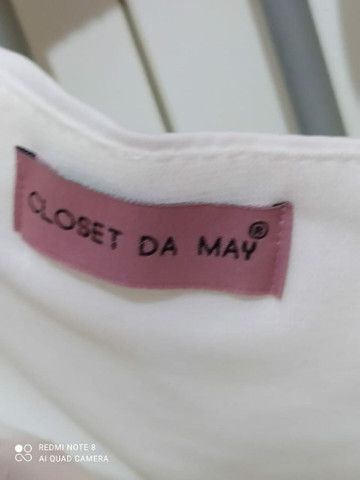 CLOSET DA MAY®
REDMI NOTE 8
AI QUAD CAMERA